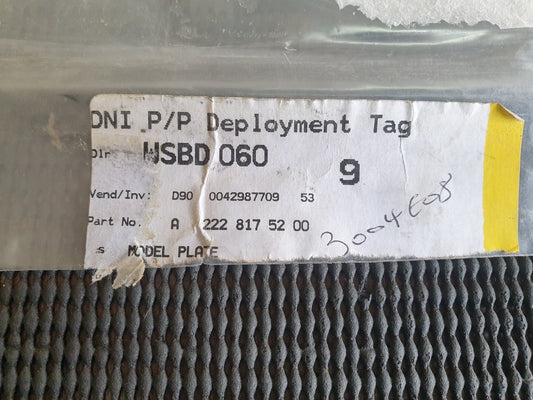 DNI P/P Deployment Tag
Dlr WSBD 060
9
Vend/Inv: D90 0042987709 53
Part No. A 222 817 52 00
s MODEL PLATE
3004E08